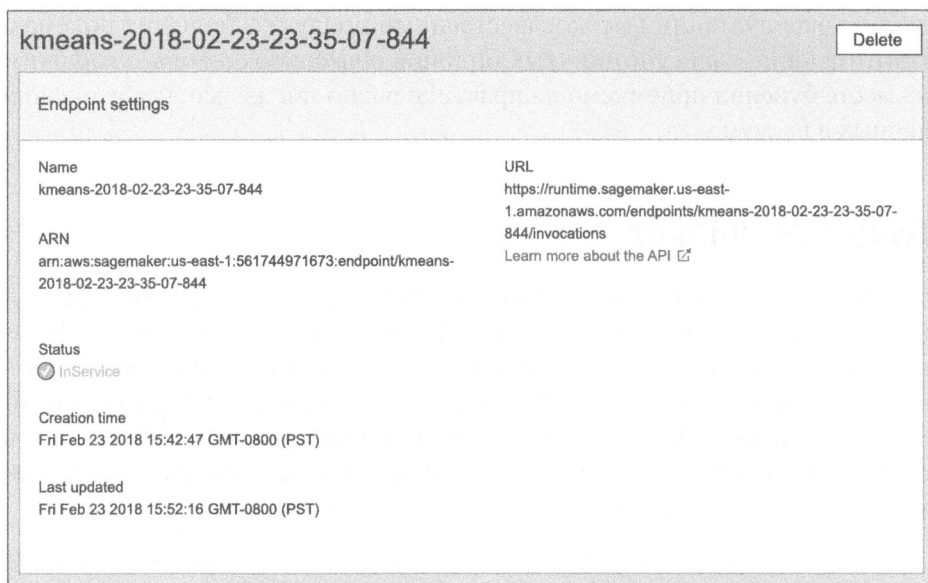 kmeans-2018-02-23-23-35-07-844
Delete
Endpoint settings
Name
kmeans-2018-02-23-23-35-07-844
URL
https://runtime.sagemaker.us-east-
1.amazonaws.com/endpoints/kmeans-2018-02-23-23-35-07-
844/invocations
Learn more about the API
ARN
arn:aws:sagemaker:us-east-1:561744971673:endpoint/kmeans-
2018-02-23-23-35-07-844
Status
InService
Creation time
Fri Feb 23 2018 15:42:47 GMT-0800 (PST)
Last updated
Fri Feb 23 2018 15:52:16 GMT-0800 (PST)